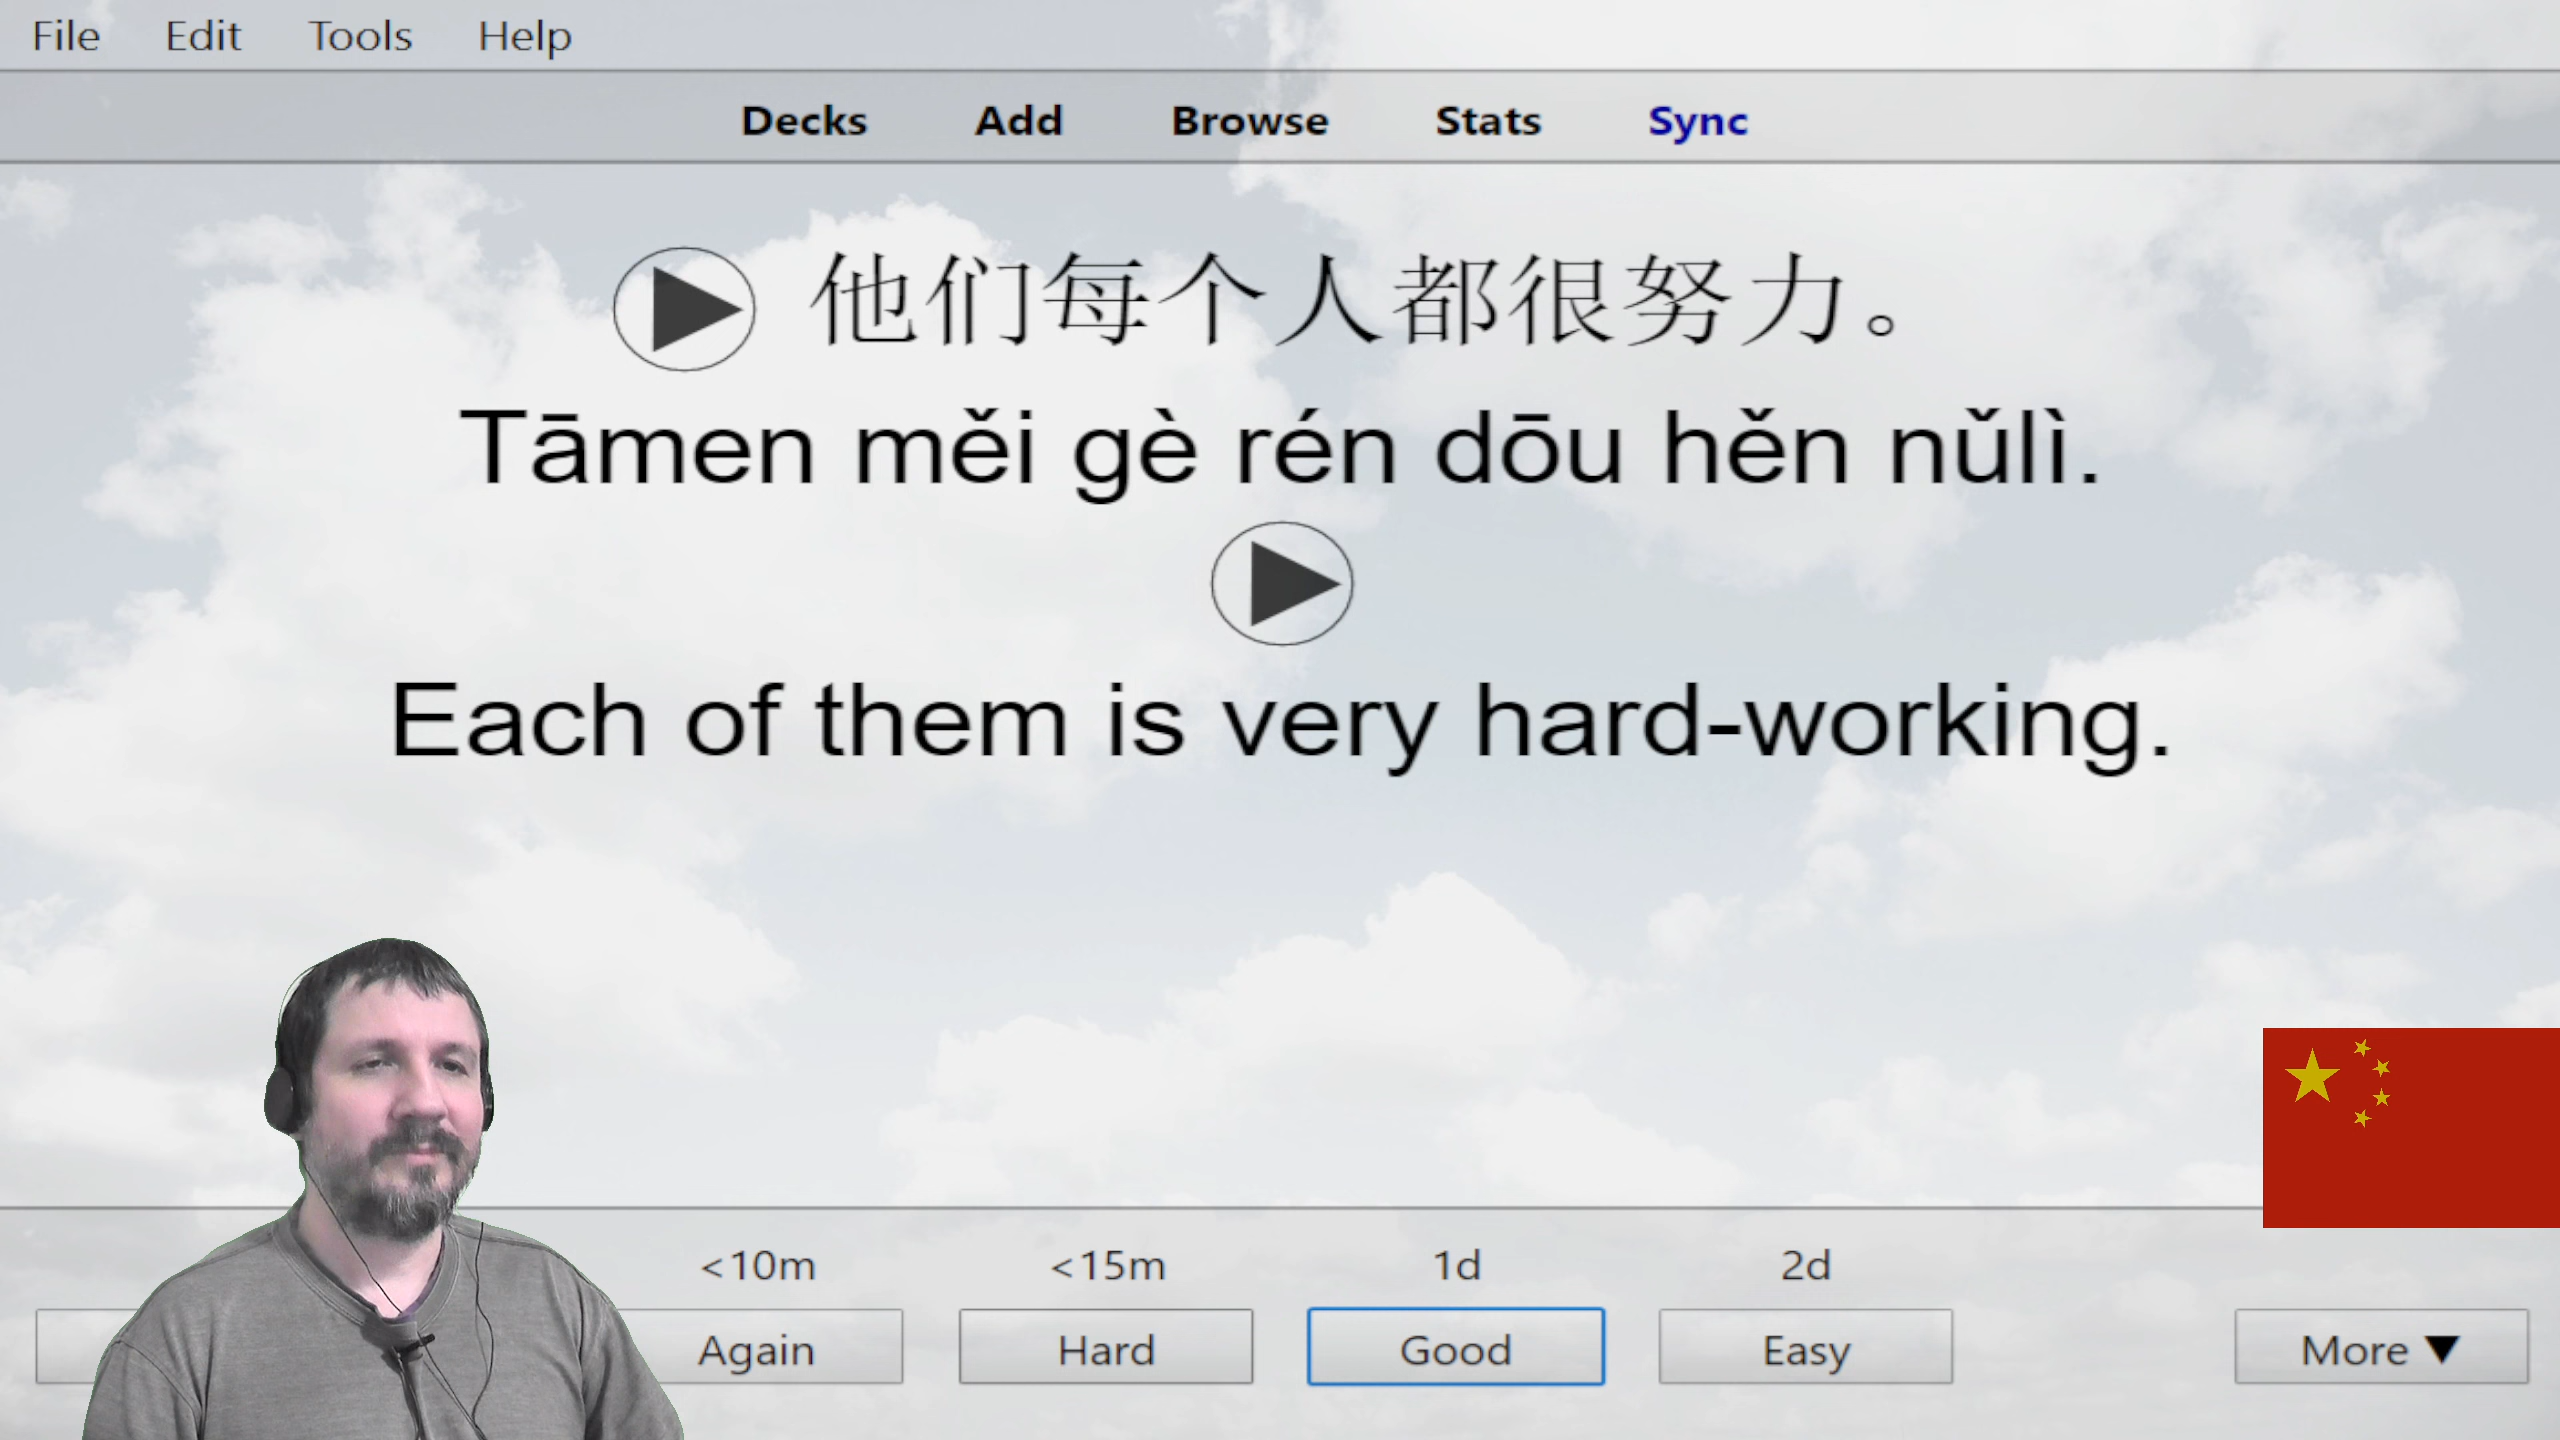 File Edit Tools Help
Decks Add Browse Stats Sync
他们每个人都很努力。
Tāmen měi gè rén dōu hěn nǔlì.
Each of them is very hard-working.
<10m <15m 1d 2d
Again Hard Good Easy More ▼